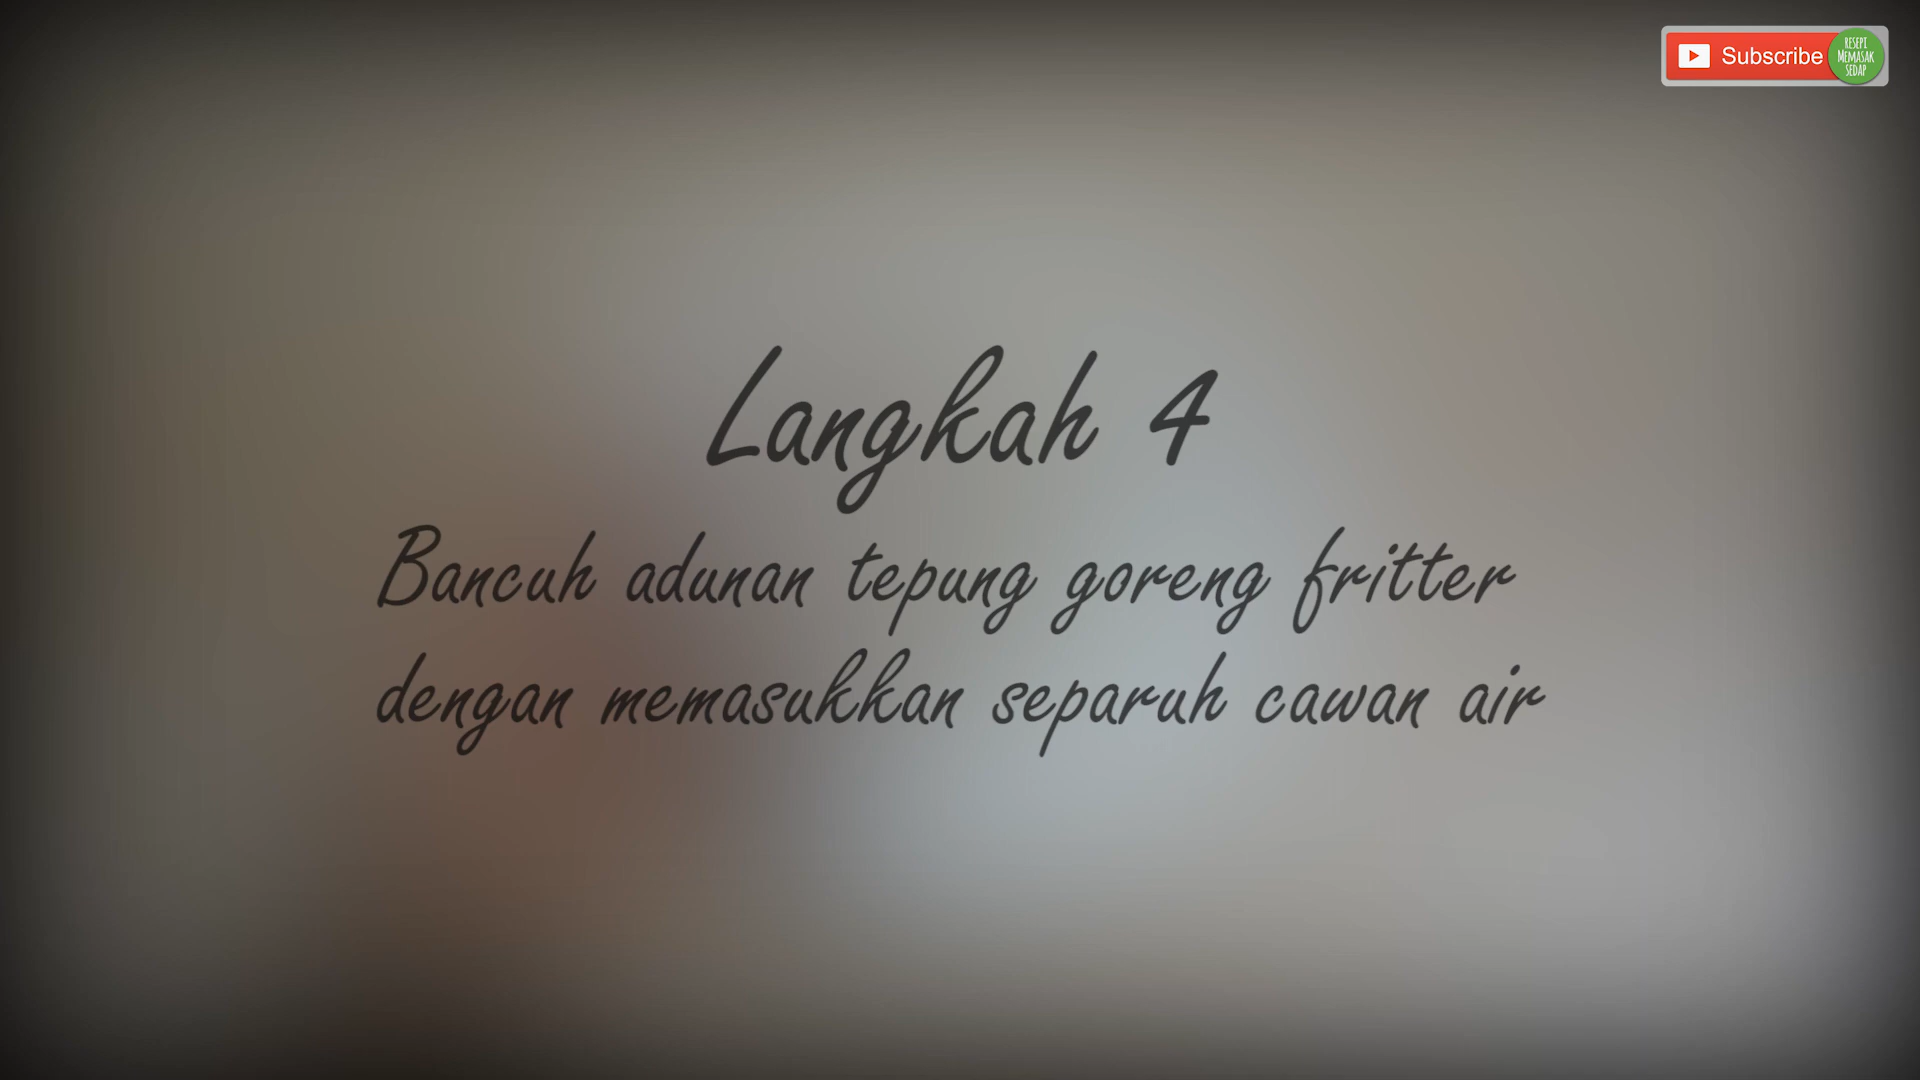 Subscribe
RESEPI
MEMASAK
SEDAP
Langkah 4
Bancuh adunan tepung goreng fritter
dengan memasukkan separuh cawan air